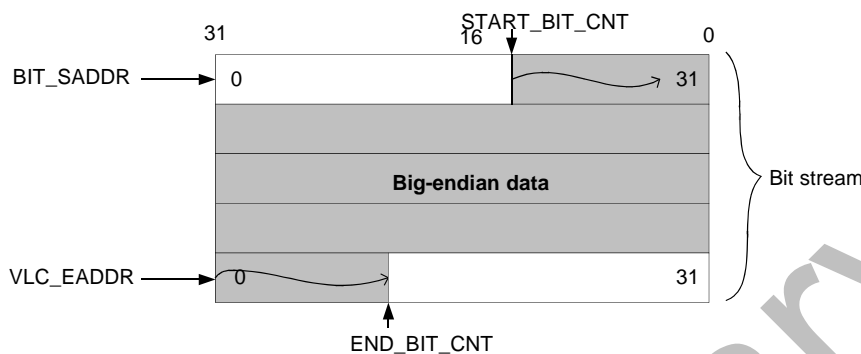 START_BIT_CNT
31 16 0
BIT_SADDR 0 31
Big-endian data
Bit stream
VLC_EADDR 0 31
END_BIT_CNT